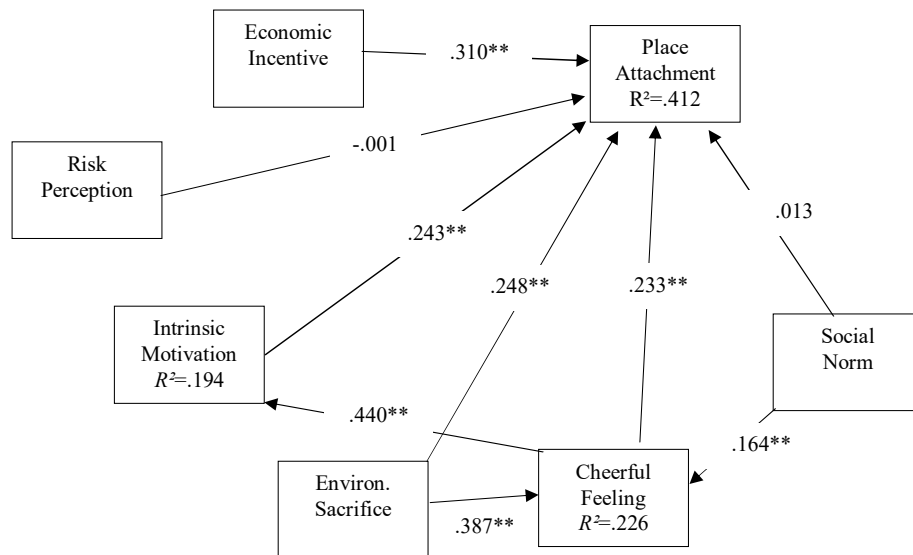 Economic
Incentive
.310**
Place
Attachment
R²=.412
Risk
Perception
-.001
.013
.243**
.248**
.233**
Intrinsic
Motivation
R²=.194
Social
Norm
.440**
.164**
Environ.
Sacrifice
.387**
Cheerful
Feeling
R²=.226